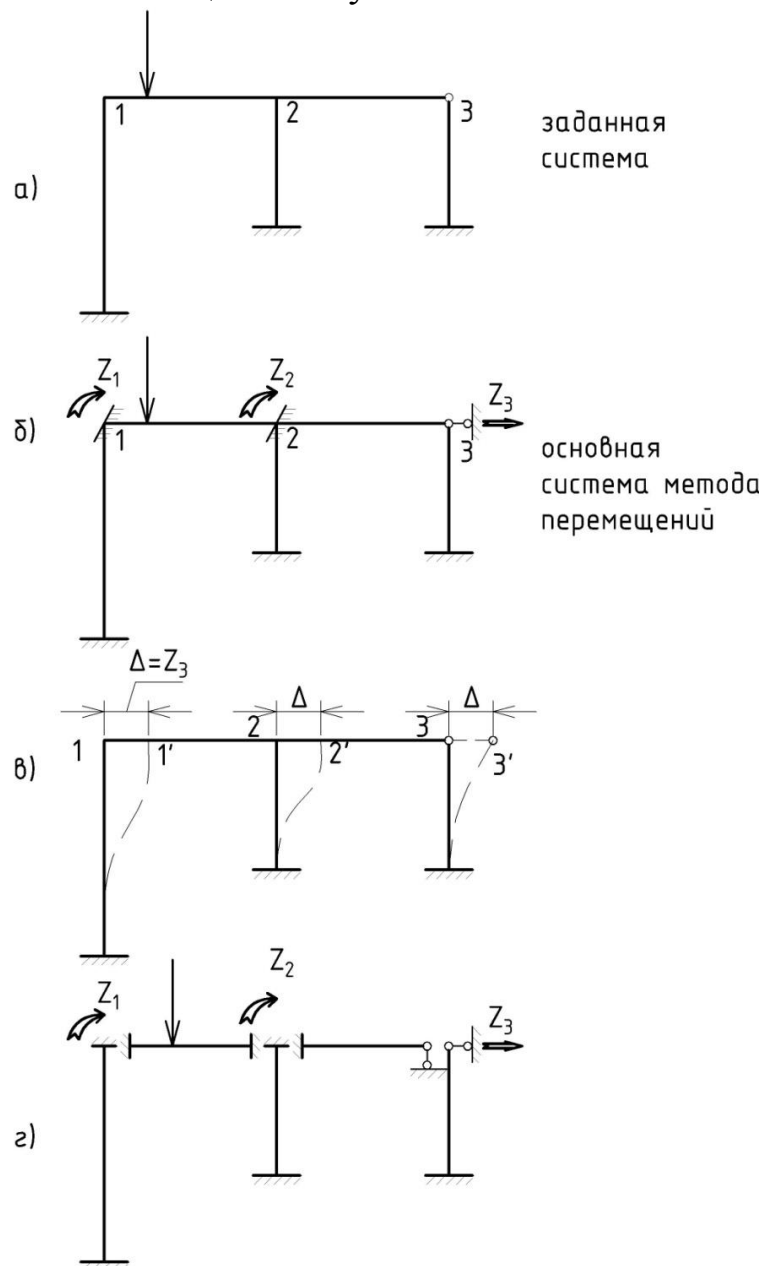 1
2
3
заданная
система
а)
Z₁
Z₂
Z₃
б)
1
2
3
основная
система метода
перемещений
Δ=Z₃
Δ
Δ
1
1'
2
2'
3
3'
в)
Z₁
Z₂
Z₃
г)